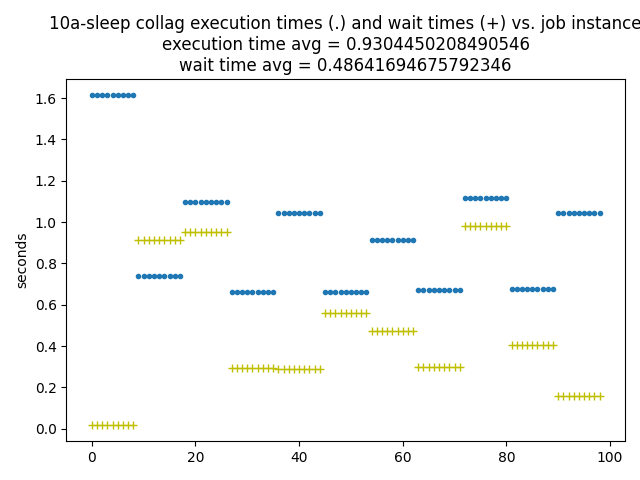 10a-sleep collag execution times (.) and wait times (+) vs. job instance
execution time avg = 0.9304450208490546
wait time avg = 0.48641694675792346
1.6
1.4
1.2
1.0
0.8
0.6
0.4
0.2
0.0
seconds
0 20 40 60 80 100